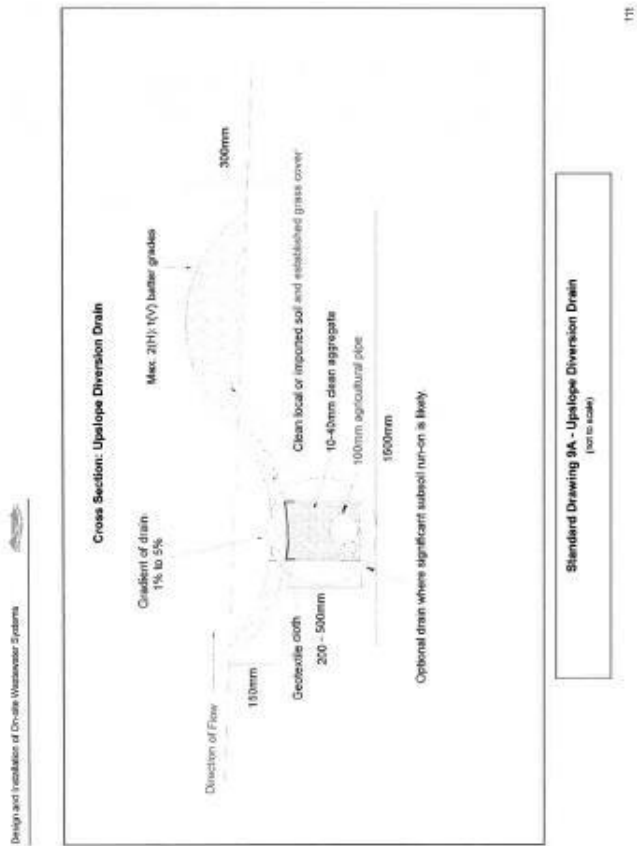 Design and Installation of On-site Wastewater Systems
Cross Section: Upslope Diversion Drain
Gradient of drain
1% to 5%
Max. 2(H):1(V) batter grades
Direction of Flow
150mm
300mm
Geotextile cloth
200 – 500mm
Clean local or imported soil and established grass cover
10-40mm clean aggregate
100mm agricultural pipe
1500mm
Optional drain where significant subsoil run-on is likely.
Standard Drawing 9A - Upslope Diversion Drain
(not to scale)
111